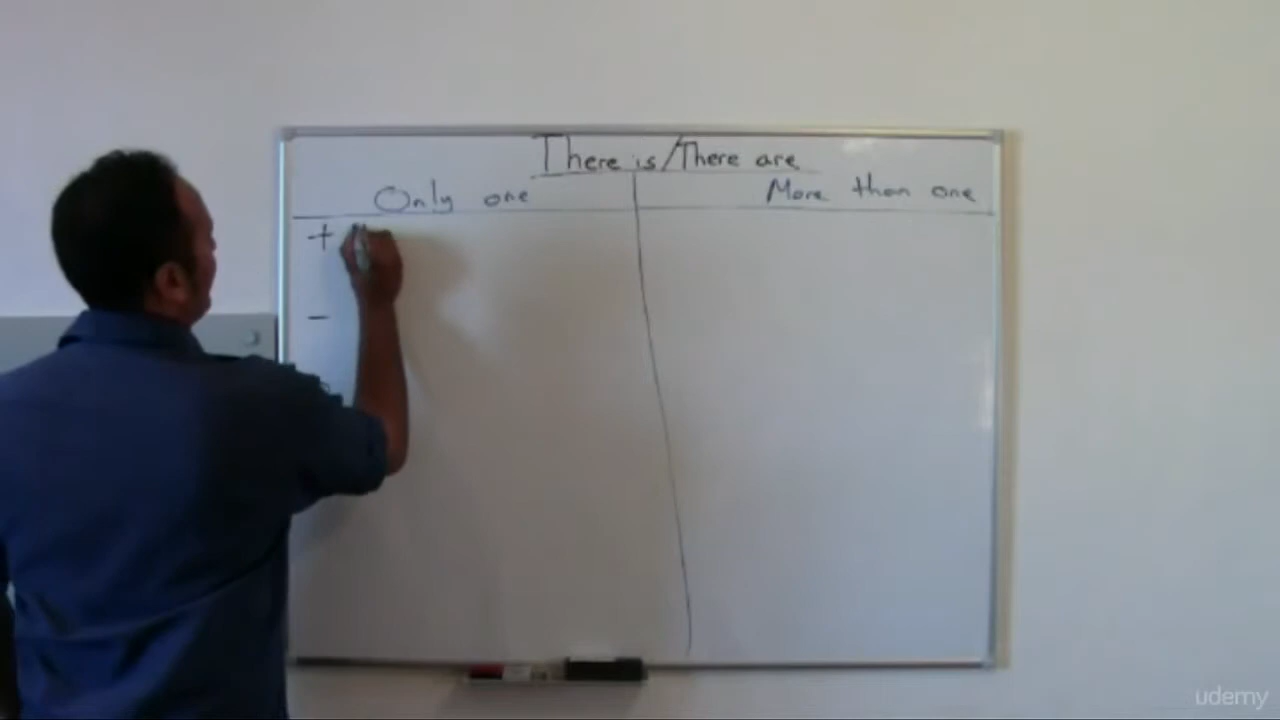 There is/There are
Only one
More than one
+
-
udemy